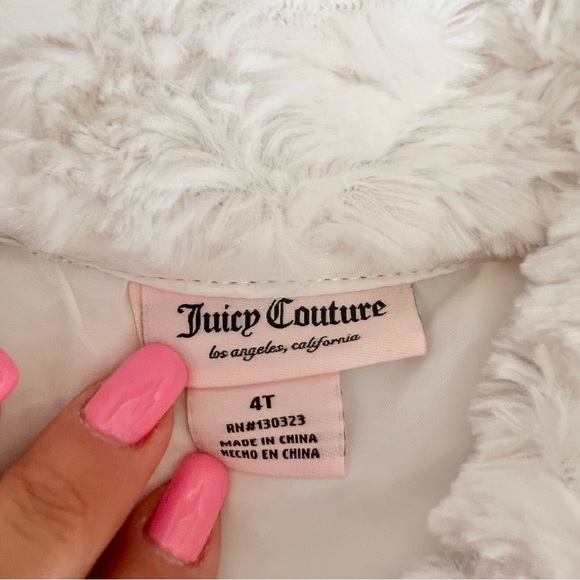 Juicy Couture
los angeles, california
4T
RN#130323
MADE IN CHINA
HECHO EN CHINA